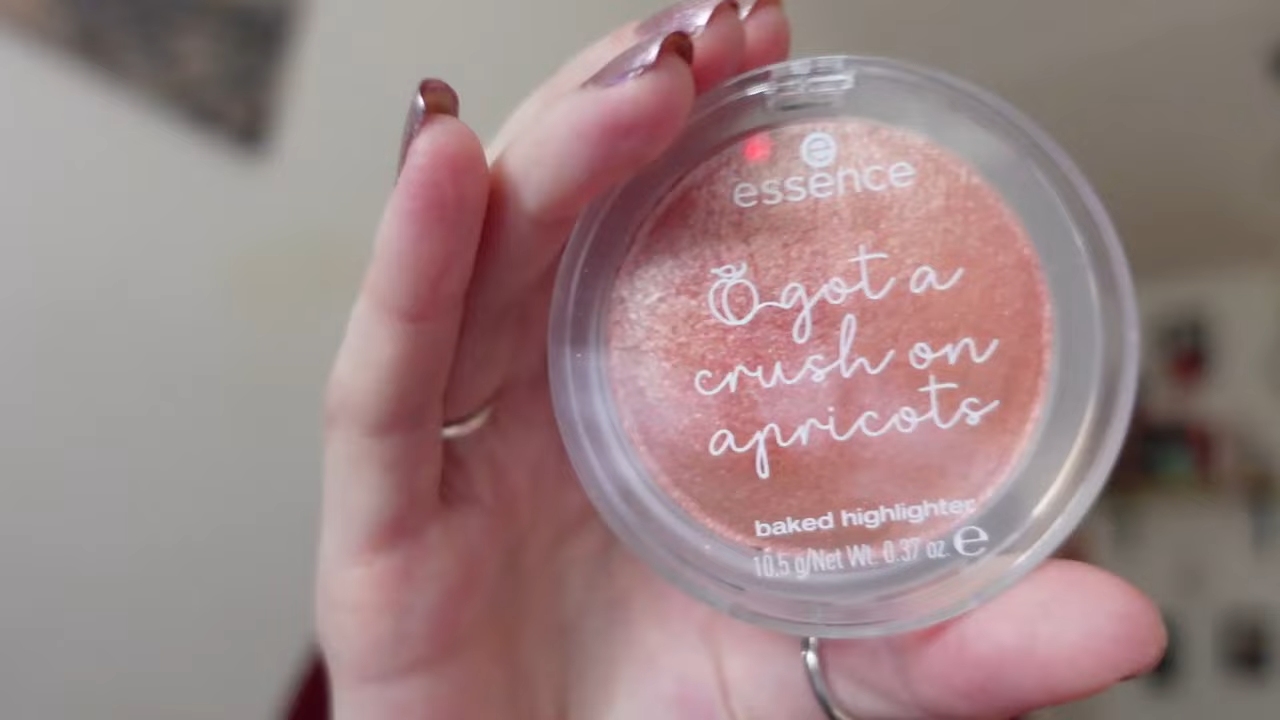 e
essence
got a
crush on
apricots
baked highlighter
10.5 g/Net Wt. 0.37 oz. e